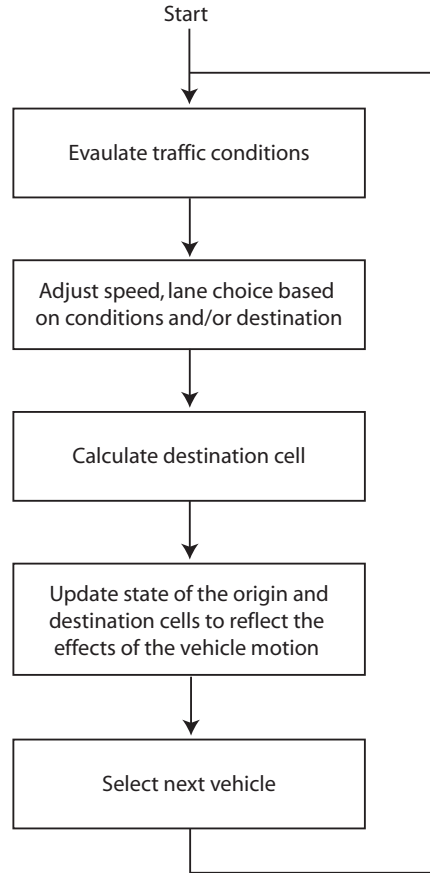 Start
Evaulate traffic conditions
Adjust speed, lane choice based
on conditions and/or destination
Calculate destination cell
Update state of the origin and
destination cells to reflect the
effects of the vehicle motion
Select next vehicle